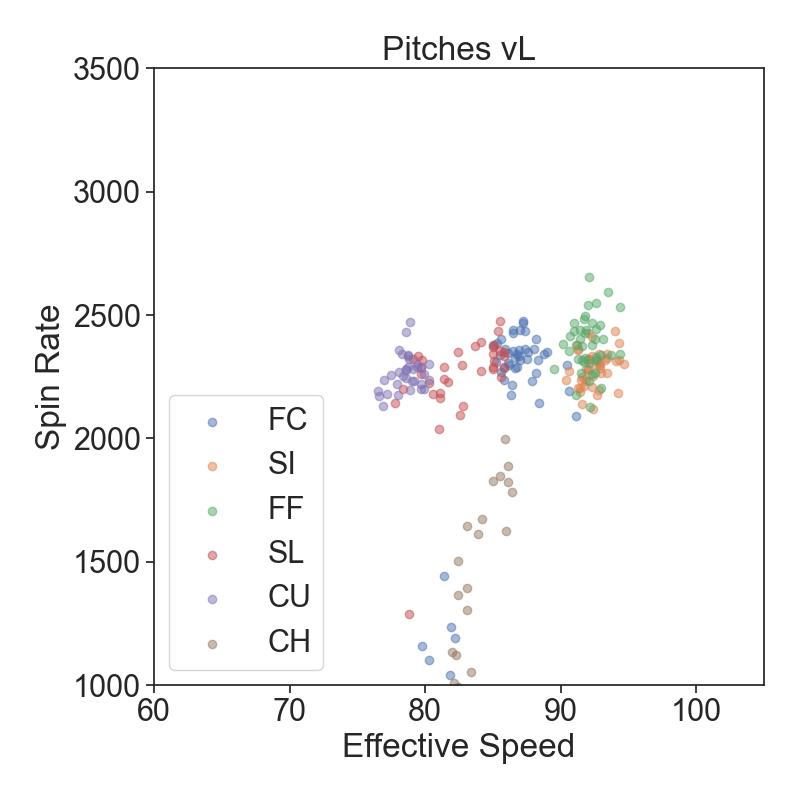 Pitches vL
3500
3000
2500
2000
1500
1000
Spin Rate
FC
SI
FF
SL
CU
CH
60 70 80 90 100
Effective Speed